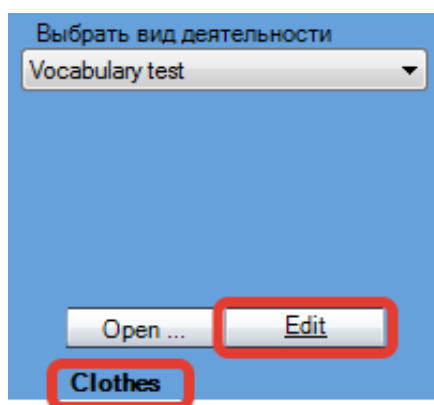 Выбрать вид деятельности
Vocabulary test
Open ... Edit
Clothes